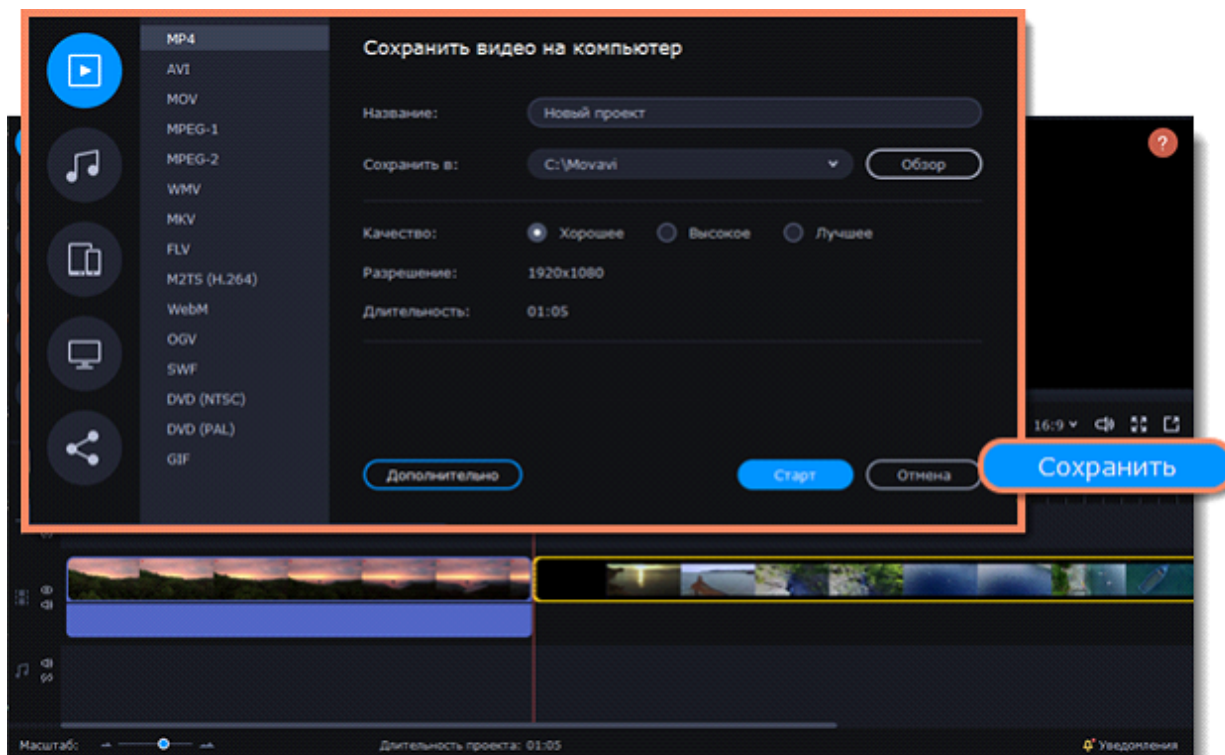 MP4
AVI
MOV
MPEG-1
MPEG-2
WMV
MKV
FLV
M2TS (H.264)
WebM
OGV
SWF
DVD (NTSC)
DVD (PAL)
GIF
Сохранить видео на компьютер
Название: Новый проект
Сохранить в: C:\Movavi Обзор
Качество: Хорошее Высокое Лучшее
Разрешение: 1920x1080
Длительность: 01:05
Дополнительно Старт Отмена
?
16:9
Сохранить
Масштаб: Длительность проекта: 01:05 Уведомления